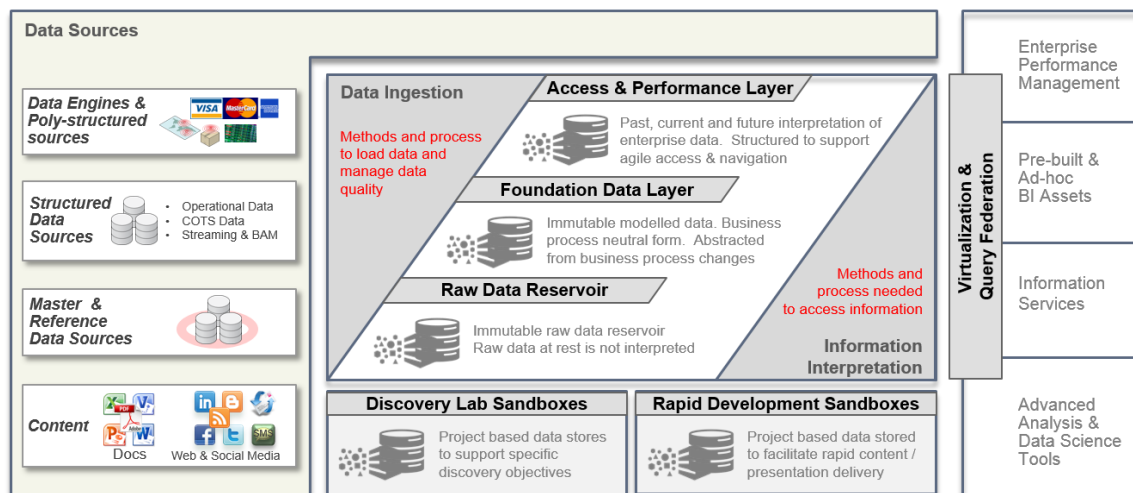 Data Sources
Data Engines &
Poly-structured
sources
VISA
MasterCard
Structured
Data
Sources
• Operational Data
• COTS Data
• Streaming & BAM
Master &
Reference
Data Sources
Content
PDF
Adobe
Docs
SMS
Web & Social Media
Data Ingestion
Methods and process
to load data and
manage data
quality
Access & Performance Layer
Past, current and future interpretation of
enterprise data. Structured to support
agile access & navigation
Foundation Data Layer
Immutable modelled data. Business
process neutral form. Abstracted
from business process changes
Raw Data Reservoir
Immutable raw data reservoir
Raw data at rest is not interpreted
Methods and
process needed
to access information
Information
Interpretation
Discovery Lab Sandboxes
Project based data stores
to support specific
discovery objectives
Rapid Development Sandboxes
Project based data stored
to facilitate rapid content /
presentation delivery
Virtualization &
Query Federation
Enterprise
Performance
Management
Pre-built &
Ad-hoc
BI Assets
Information
Services
Advanced
Analysis &
Data Science
Tools